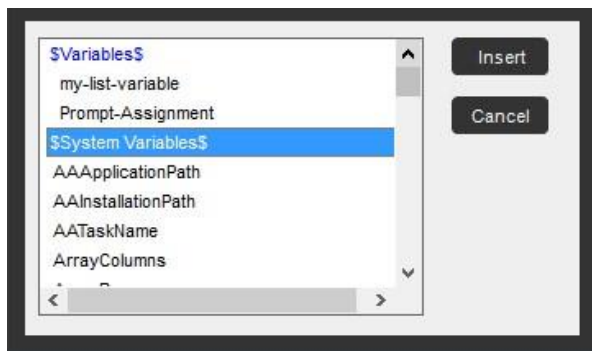 $Variables$
my-list-variable
Prompt-Assignment
$System Variables$
AAApplicationPath
AAInstallationPath
AATaskName
ArrayColumns
Insert
Cancel